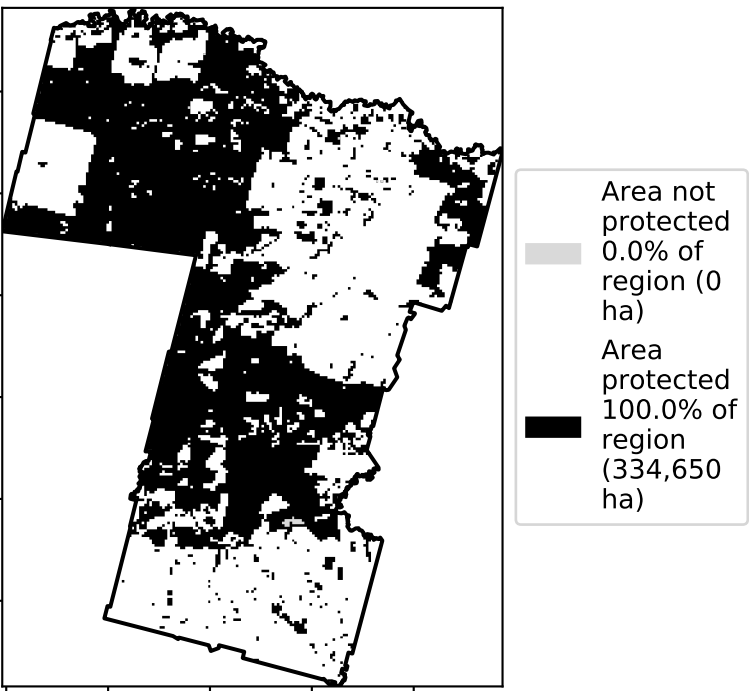 Area not
protected
0.0% of
region (0
ha)
Area
protected
100.0% of
region
(334,650
ha)